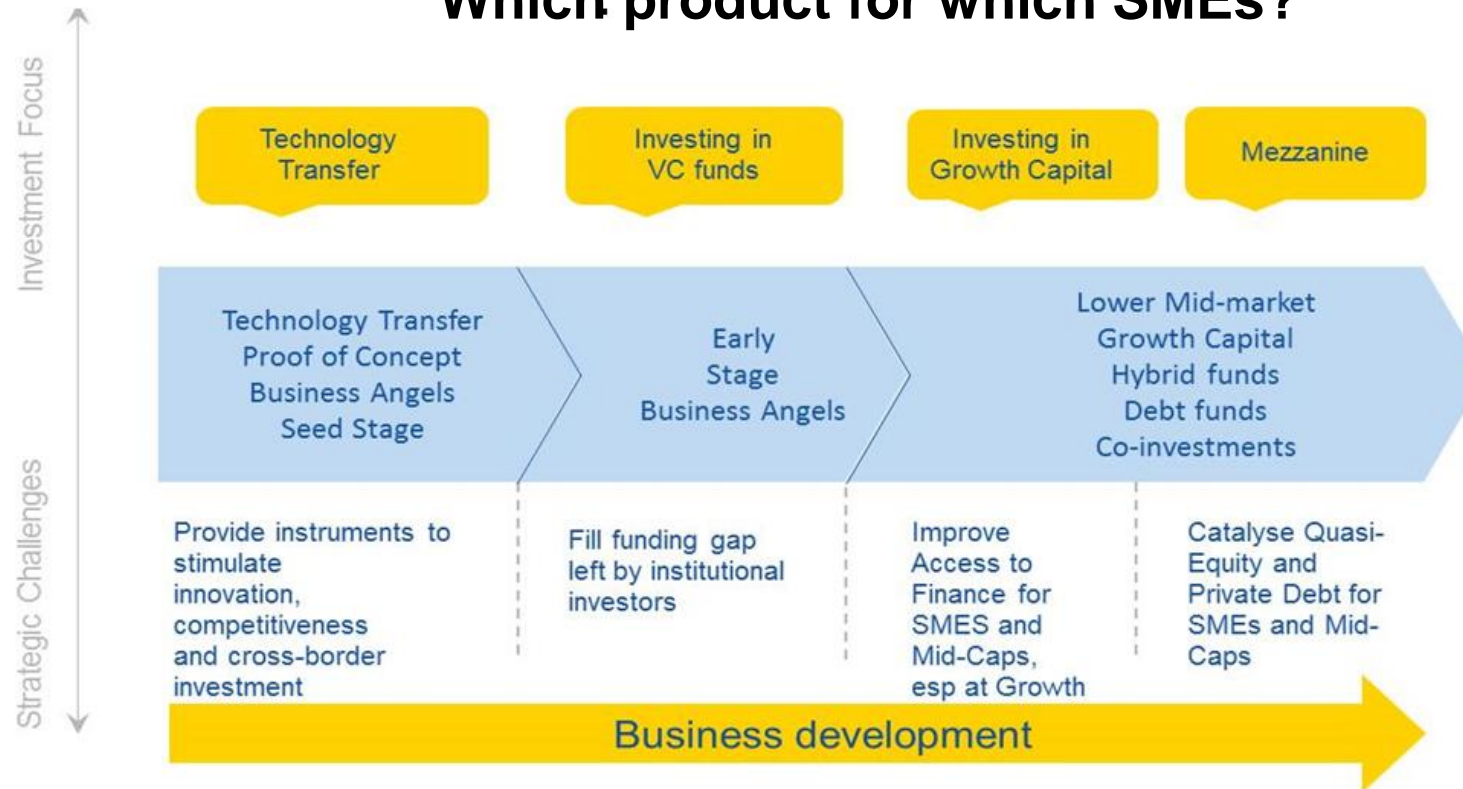 Which product for which SMEs?
Investment Focus
Strategic Challenges
Technology
Transfer
Investing in
VC funds
Investing in
Growth Capital
Mezzanine
Technology Transfer
Proof of Concept
Business Angels
Seed Stage
Early
Stage
Business Angels
Lower Mid-market
Growth Capital
Hybrid funds
Debt funds
Co-investments
Provide instruments to
stimulate
innovation,
competitiveness
and cross-border
investment
Fill funding gap
left by institutional
investors
Improve
Access to
Finance for
SMES and
Mid-Caps,
esp at Growth
Catalyse Quasi-
Equity and
Private Debt for
SMEs and Mid-
Caps
Business development